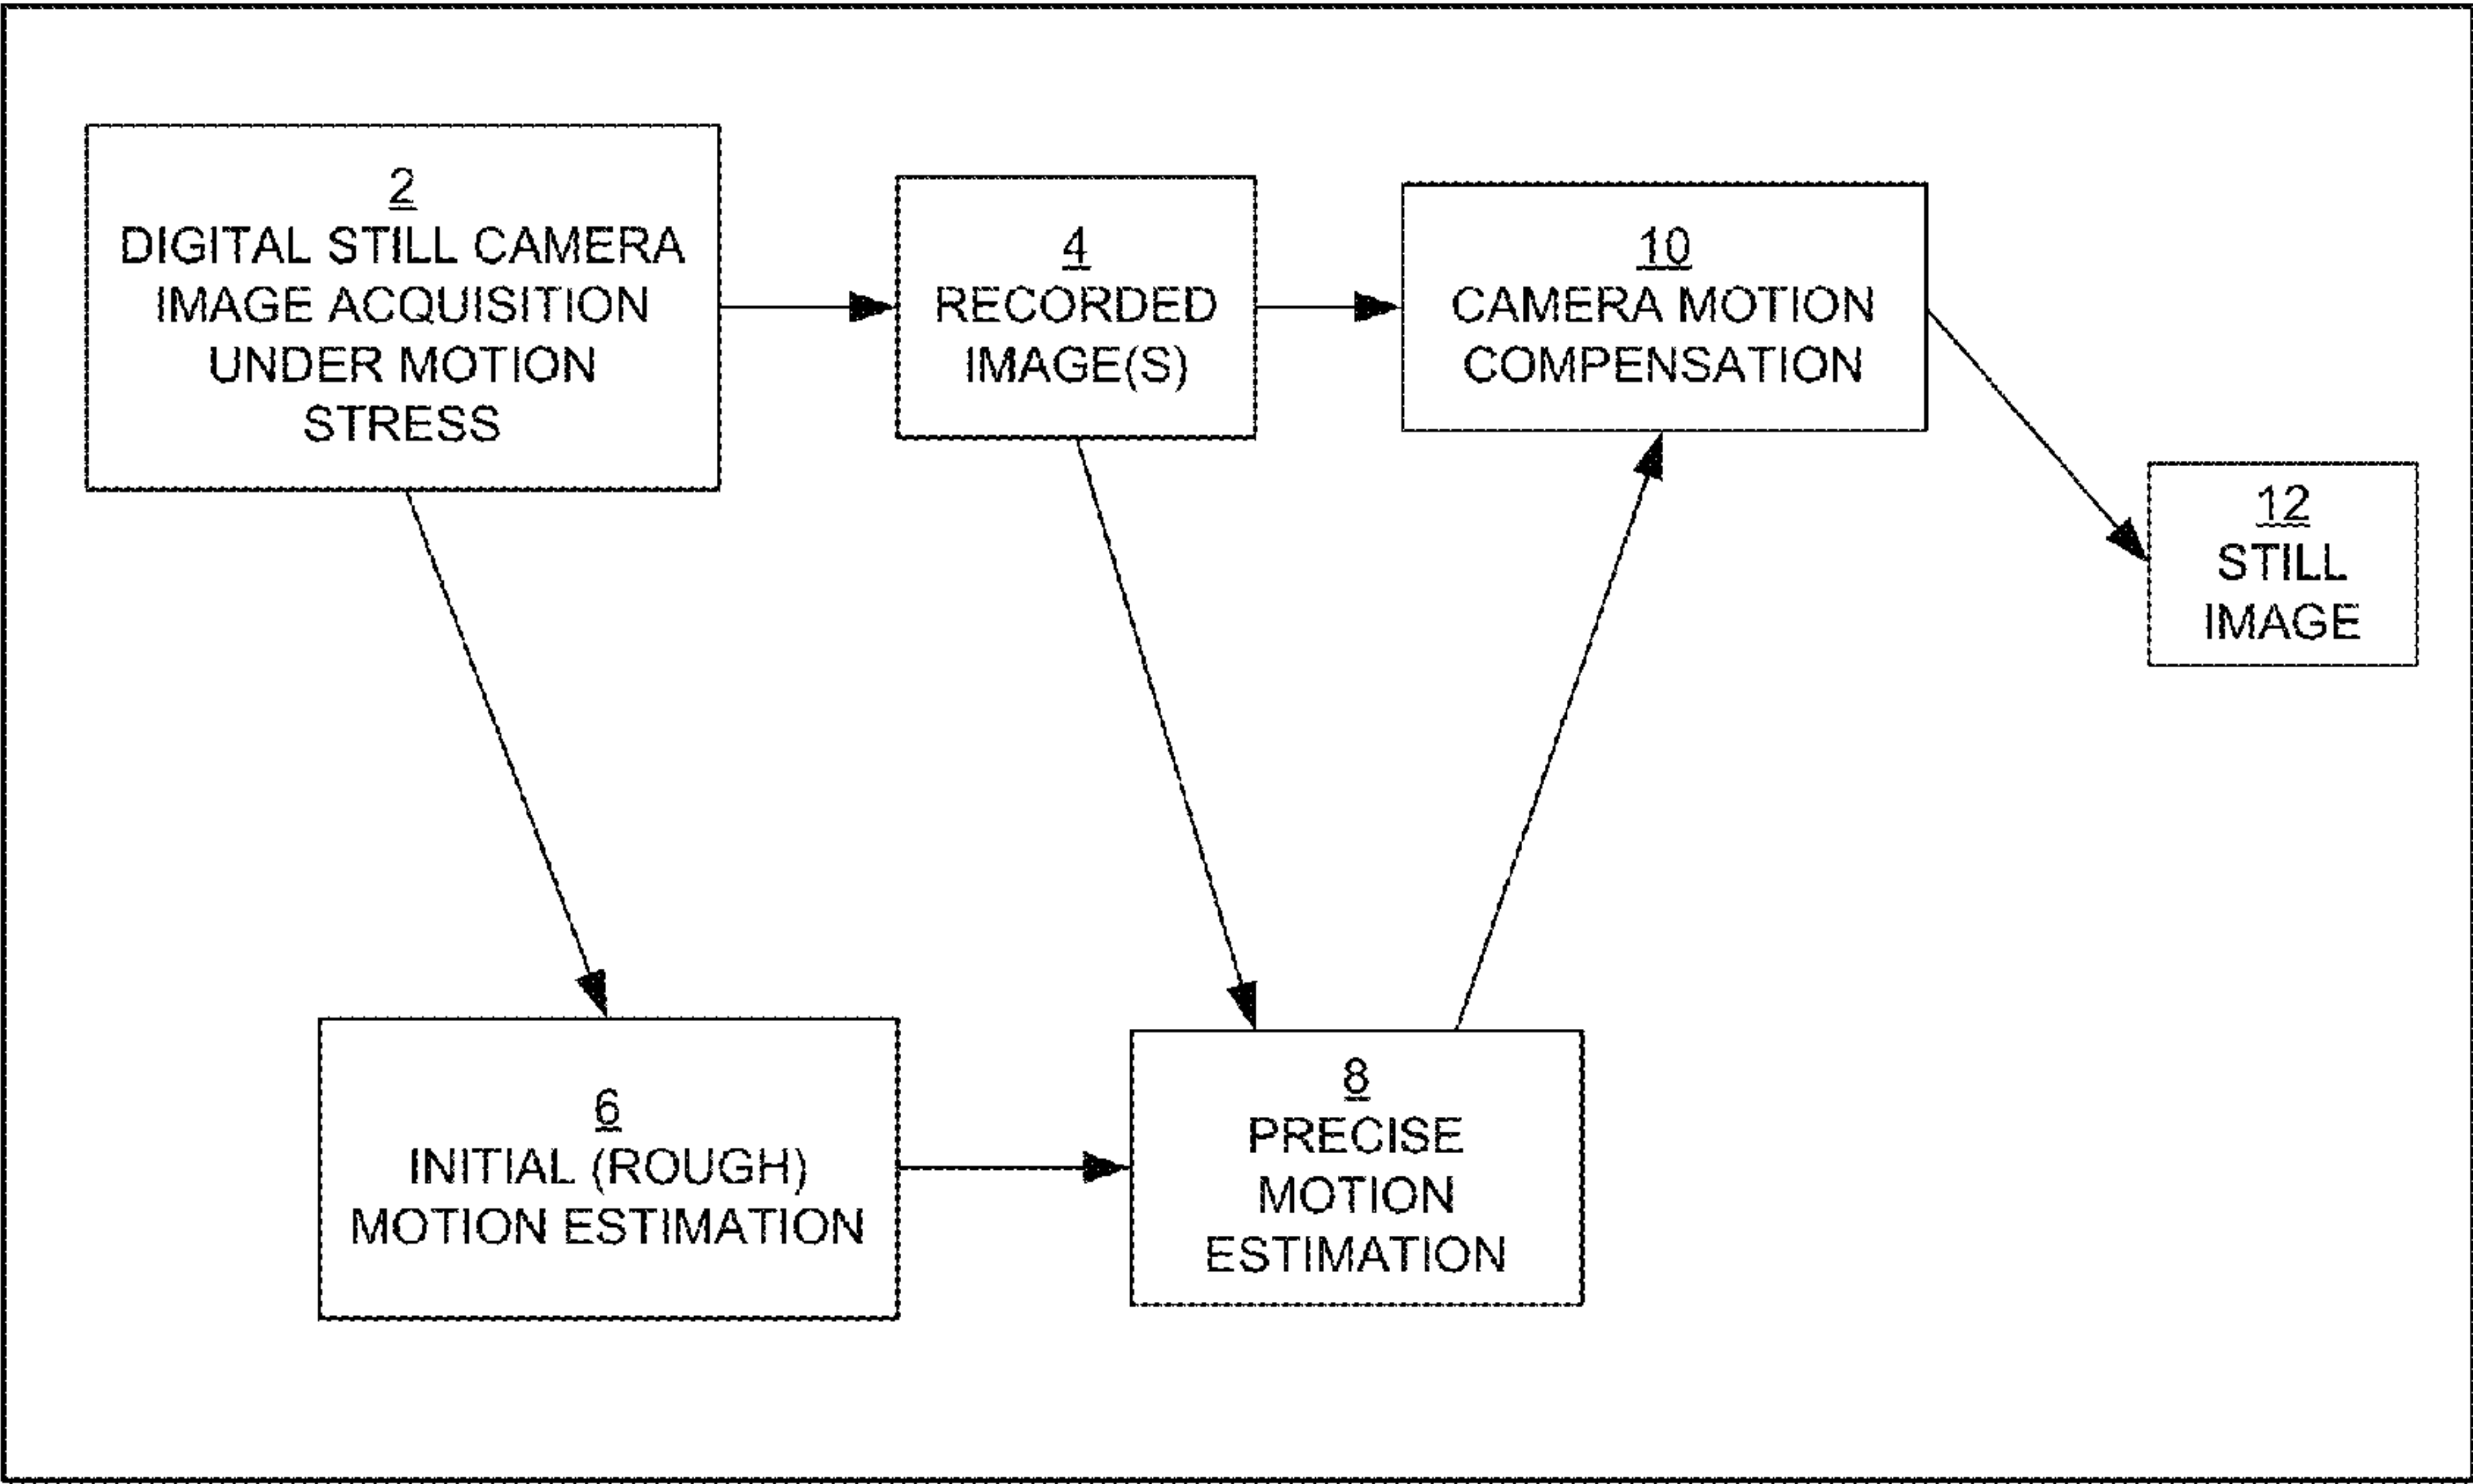 2
DIGITAL STILL CAMERA
IMAGE ACQUISITION
UNDER MOTION
STRESS
4
RECORDED
IMAGE(S)
10
CAMERA MOTION
COMPENSATION
12
STILL
IMAGE
6
INITIAL (ROUGH)
MOTION ESTIMATION
8
PRECISE
MOTION
ESTIMATION